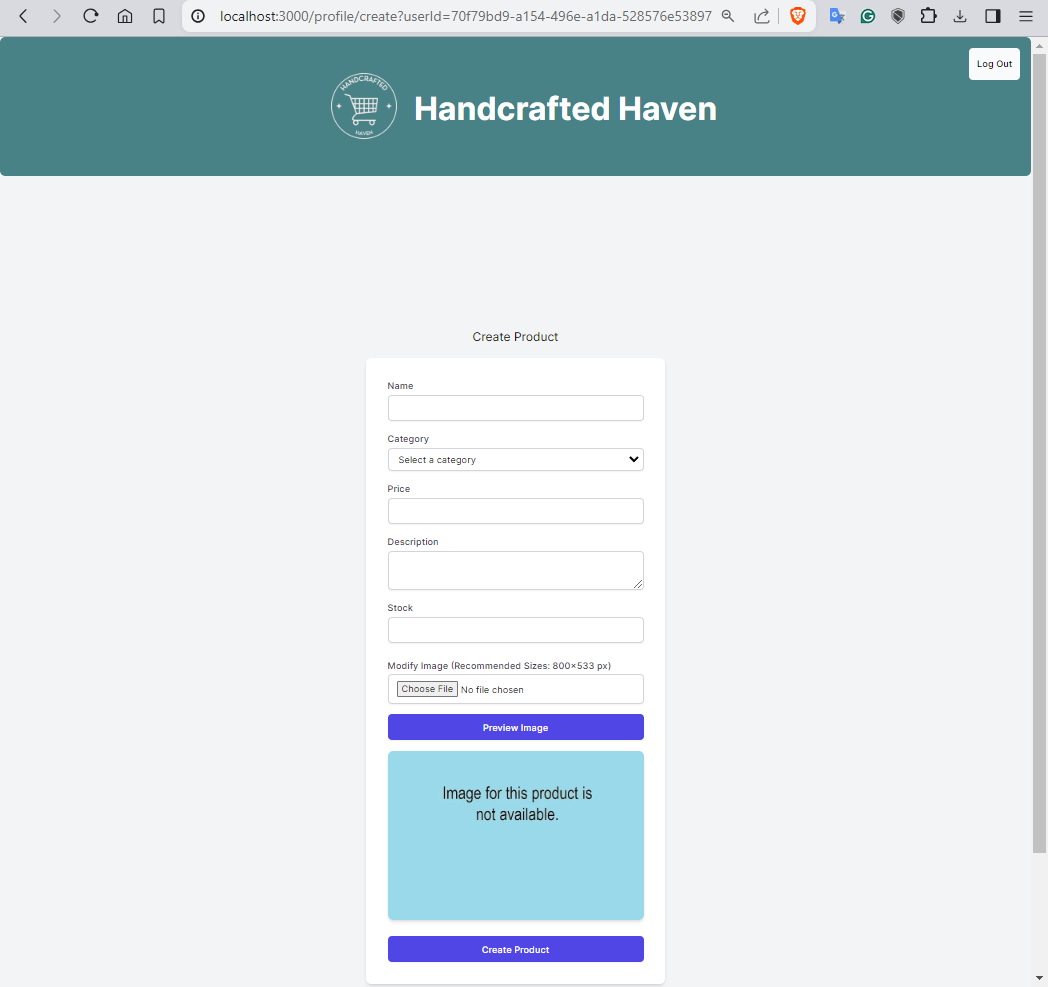 localhost:3000/profile/create?userId=70f79bd9-a154-496e-a1da-528576e53897
Log Out
HANDCRAFTED
HAVEN
Handcrafted Haven
Create Product
Name
Category
Select a category
Price
Description
Stock
Modify Image (Recommended Sizes: 800×533 px)
Choose File No file chosen
Preview Image
Image for this product is
not available.
Create Product